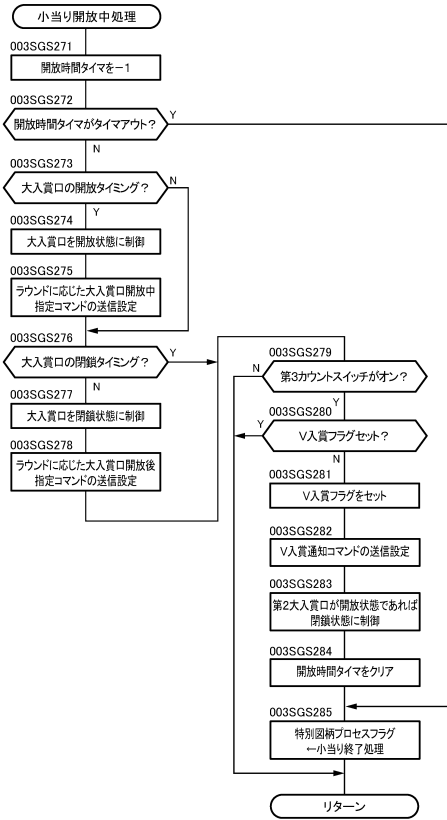 小当り開放中処理
003SGS271
開放時間タイマを－１
003SGS272
開放時間タイマがタイマアウト？
Y
N
003SGS273
大入賞口の開放タイミング？
N
Y
003SGS274
大入賞口を開放状態に制御
003SGS275
ラウンドに応じた大入賞口開放中
指定コマンドの送信設定
003SGS276
大入賞口の閉鎖タイミング？
Y
N
003SGS277
大入賞口を閉鎖状態に制御
003SGS278
ラウンドに応じた大入賞口開放後
指定コマンドの送信設定
003SGS279
N
第3カウントスイッチがオン？
Y
003SGS280
Y
V入賞フラグセット？
N
003SGS281
V入賞フラグをセット
003SGS282
V入賞通知コマンドの送信設定
003SGS283
第2大入賞口が開放状態であれば
閉鎖状態に制御
003SGS284
開放時間タイマをクリア
003SGS285
特別図柄プロセスフラグ
←小当り終了処理
リターン